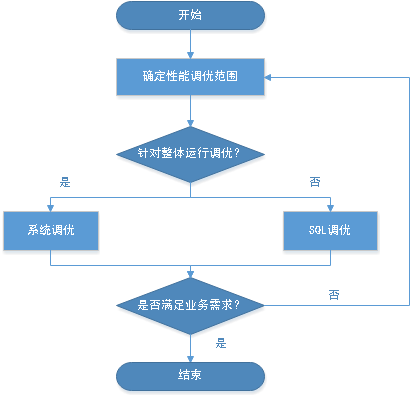 开始
确定性能调优范围
针对整体运行调优?
是
否
系统调优
SQL调优
是否满足业务需求?
否
是
结束